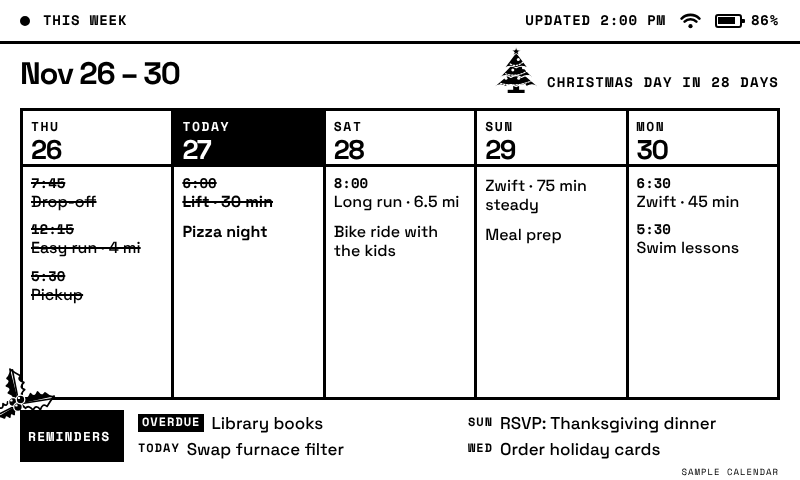 THIS WEEK
UPDATED 2:00 PM 86%
Nov 26 – 30
CHRISTMAS DAY IN 28 DAYS
THU
26
7:45
Drop-off
12:15
Easy run · 4 mi
5:30
Pickup
TODAY
27
6:00
Lift · 30 min
Pizza night
SAT
28
8:00
Long run · 6.5 mi
Bike ride with
the kids
SUN
29
Zwift · 75 min
steady
Meal prep
MON
30
6:30
Zwift · 45 min
5:30
Swim lessons
REMINDERS
OVERDUE Library books
TODAY Swap furnace filter
SUN RSVP: Thanksgiving dinner
WED Order holiday cards
SAMPLE CALENDAR